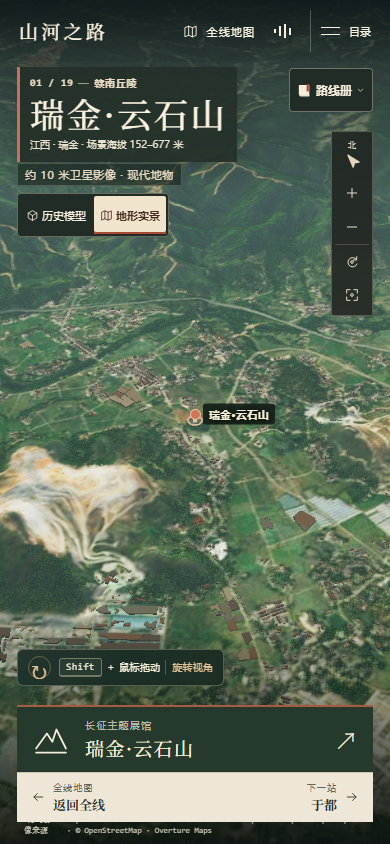 山河之路
全线地图
目录
01 / 19 — 赣南丘陵
瑞金·云石山
江西·瑞金·场景海拔 152–677 米
路线册
约 10 米卫星影像 · 现代地物
历史模型
地形实景
北
瑞金·云石山
Shift + 鼠标拖动 旋转视角
长征主题展馆
瑞金·云石山
全线地图
返回全线
下一站
于都
像来源 · © OpenStreetMap · Overture Maps